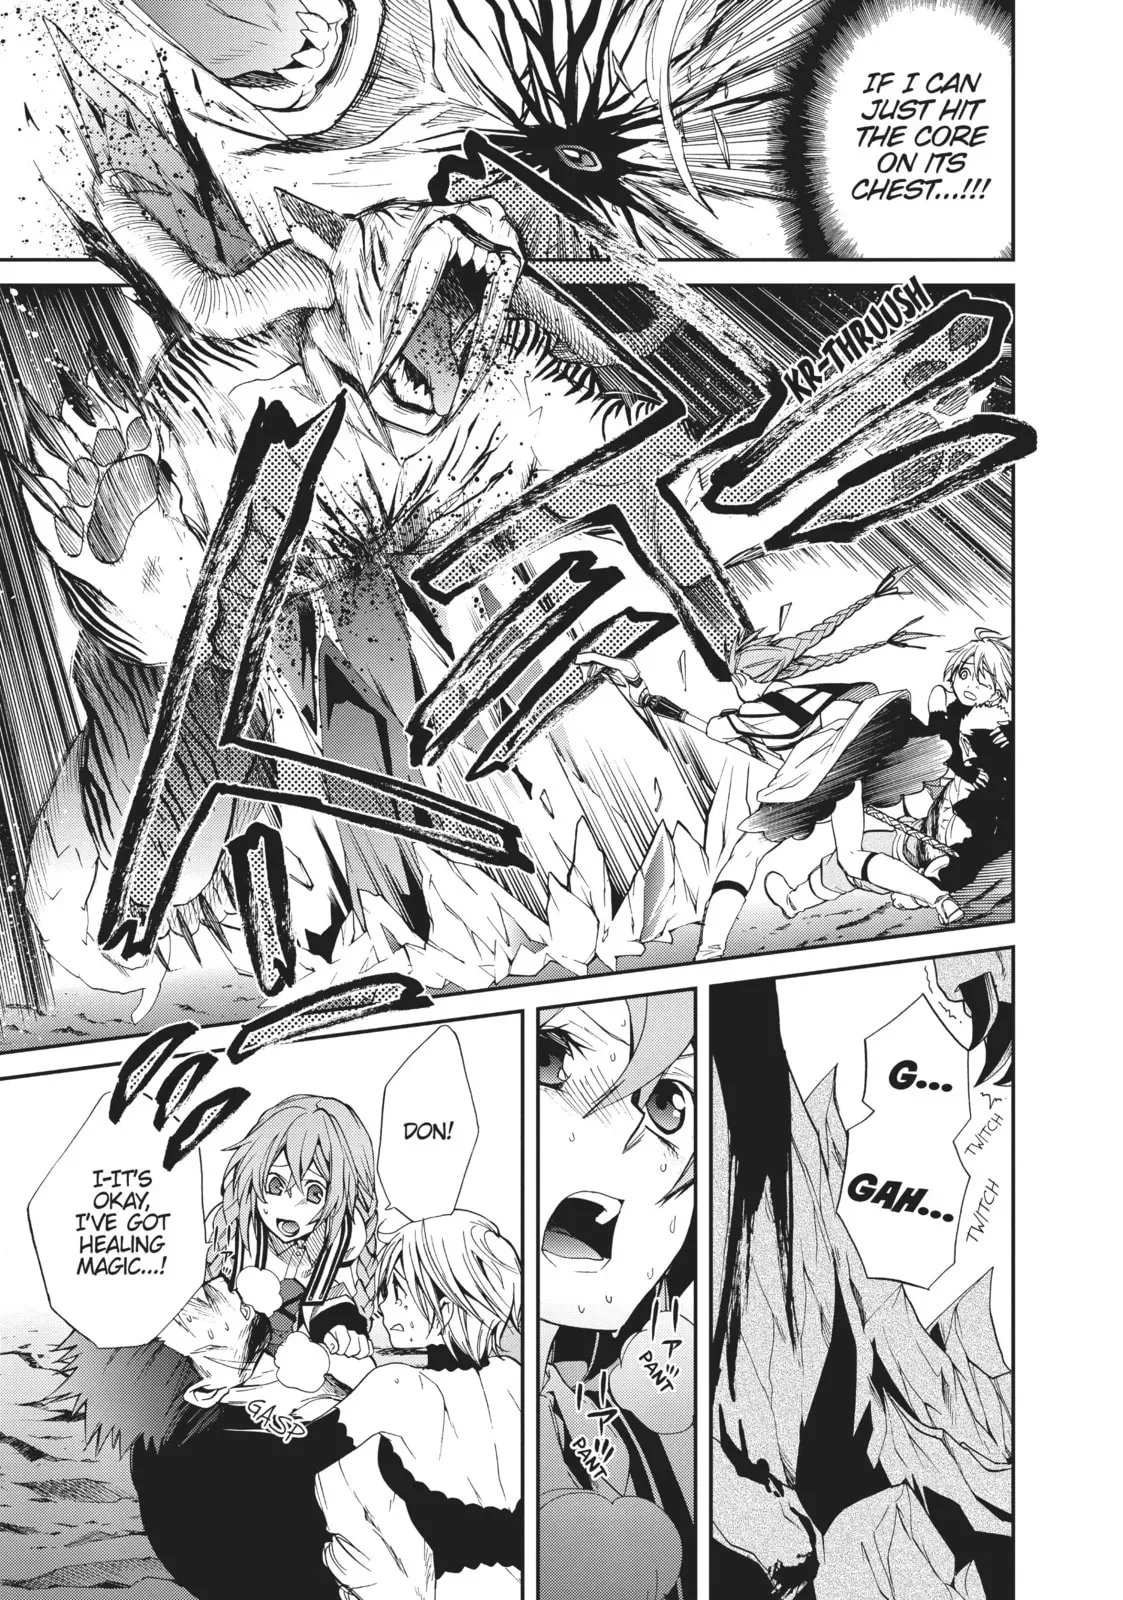 IF I CAN
JUST HIT
THE CORE
ON ITS
CHEST...!!!
KR-THRUUSH
G...
GAH...
TWITCH
TWITCH
PANT
PANT
DON!
I-IT'S
OKAY,
I'VE GOT
HEALING
MAGIC...!
GASP